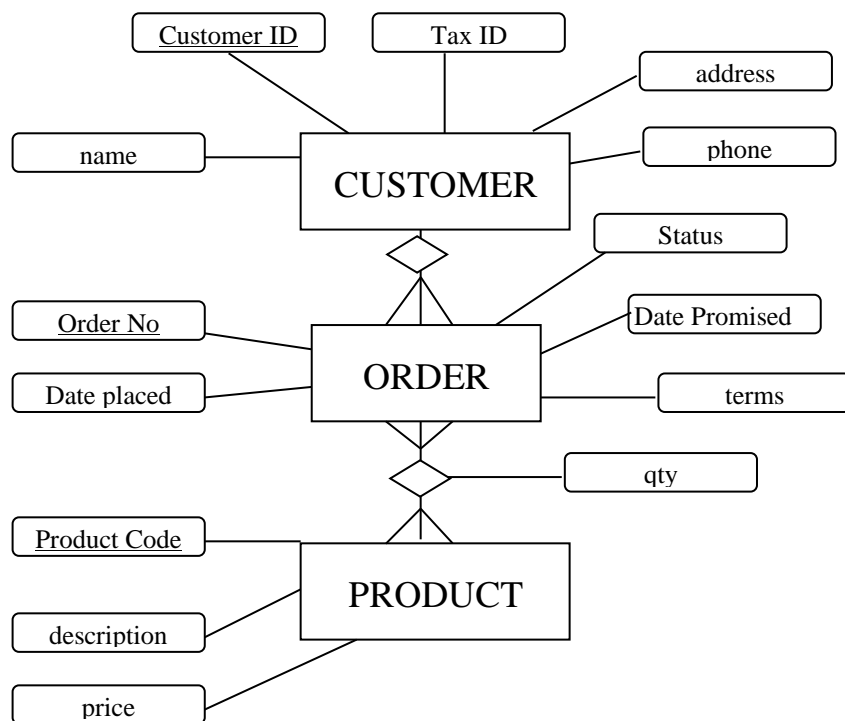 Customer ID
Tax ID
address
name
phone
CUSTOMER
Status
Order No
Date Promised
ORDER
Date placed
terms
qty
Product Code
PRODUCT
description
price